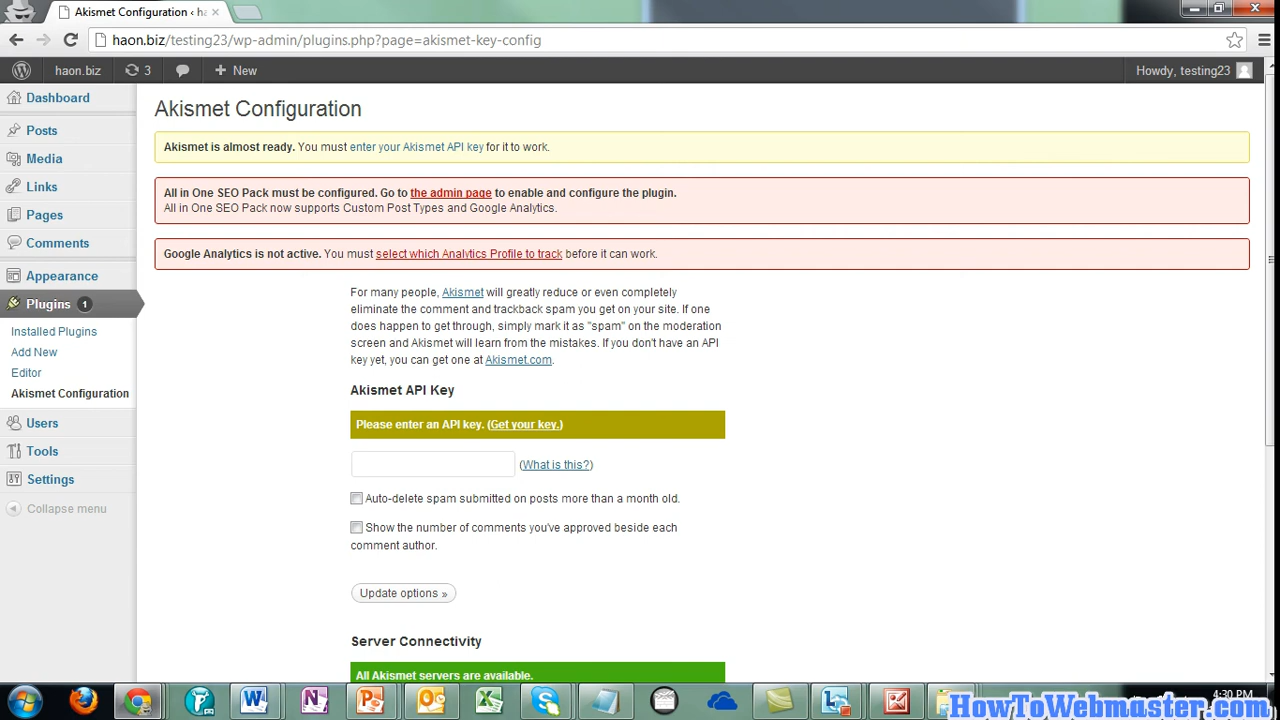 Akismet Configuration ‹ ha
haon.biz/testing23/wp-admin/plugins.php?page=akismet-key-config
haon.biz
3
New
Howdy, testing23
Dashboard
Posts
Media
Links
Pages
Comments
Appearance
Plugins 1
Installed Plugins
Add New
Editor
Akismet Configuration
Users
Tools
Settings
Collapse menu
Akismet Configuration
Akismet is almost ready. You must enter your Akismet API key for it to work.
All in One SEO Pack must be configured. Go to the admin page to enable and configure the plugin.
All in One SEO Pack now supports Custom Post Types and Google Analytics.
Google Analytics is not active. You must select which Analytics Profile to track before it can work.
For many people, Akismet will greatly reduce or even completely
eliminate the comment and trackback spam you get on your site. If one
does happen to get through, simply mark it as "spam" on the moderation
screen and Akismet will learn from the mistakes. If you don't have an API
key yet, you can get one at Akismet.com.
Akismet API Key
Please enter an API key. (Get your key.)
(What is this?)
Auto-delete spam submitted on posts more than a month old.
Show the number of comments you've approved beside each
comment author.
Update options »
Server Connectivity
All Akismet servers are available.
4:30 PM
HowToWebmaster.com